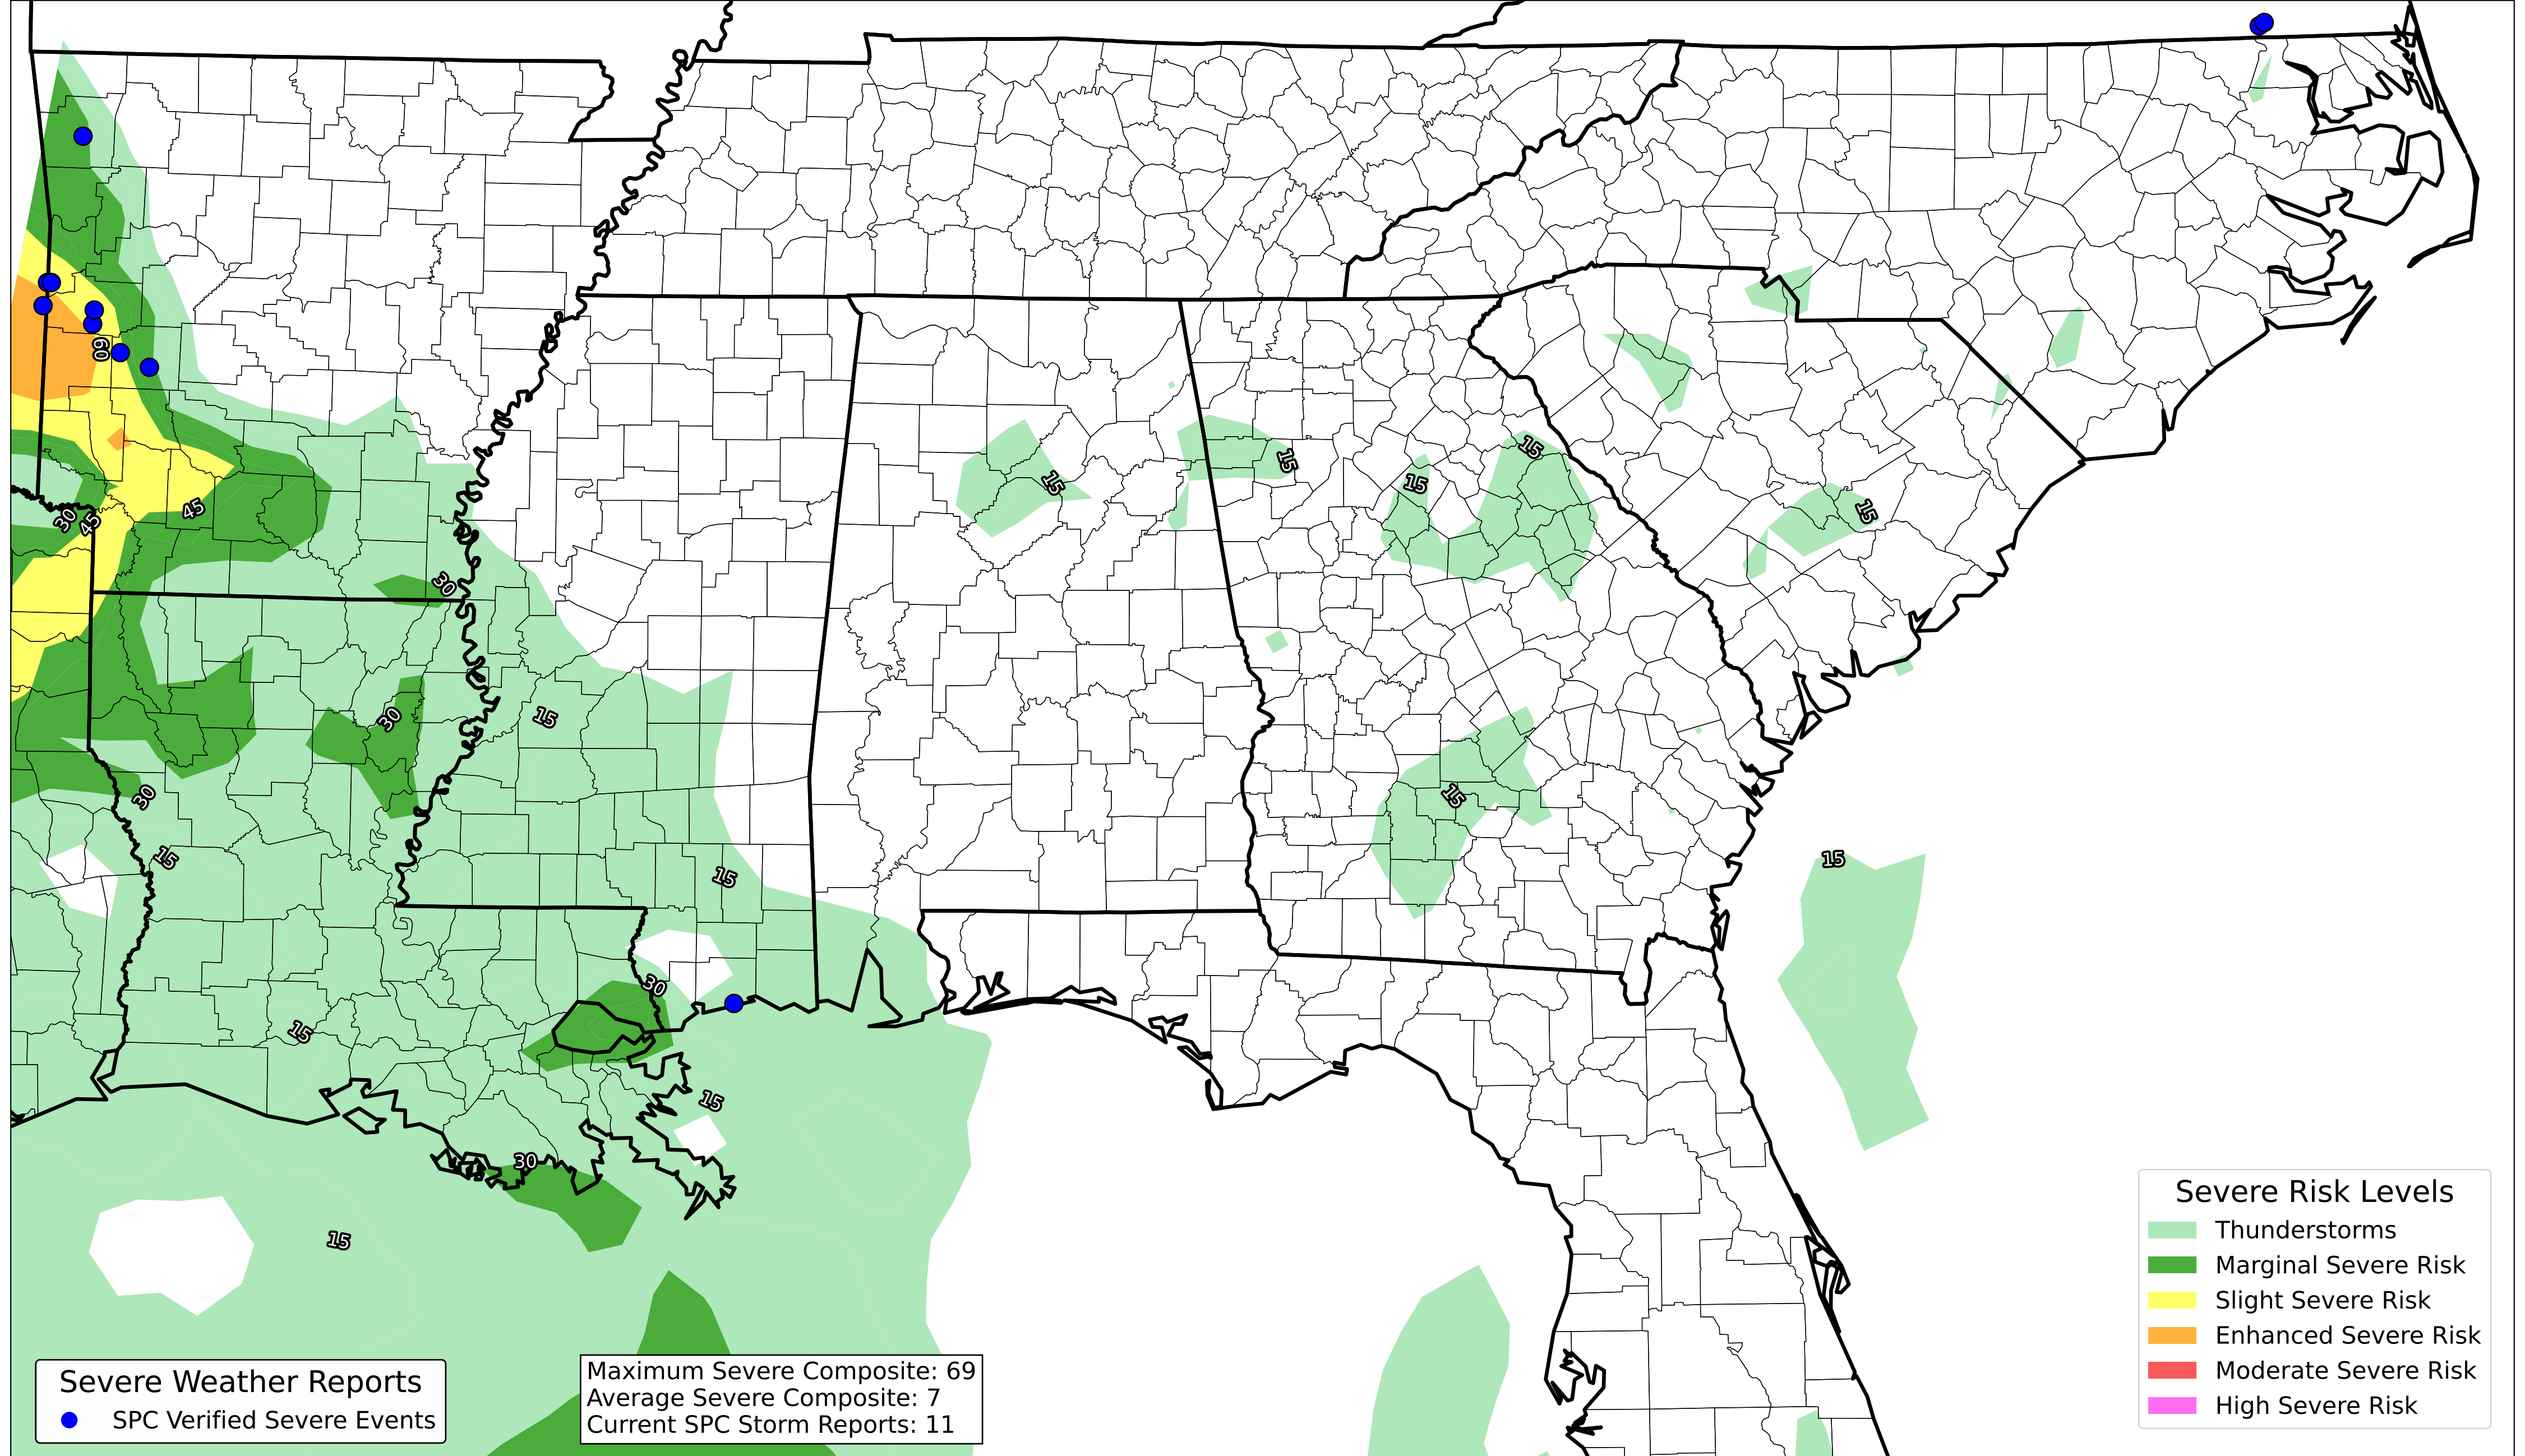 15
15
15
15
60
15
45
30
45
30
30
15
15
30
15
15
15
30
15
15
30
15
Severe Risk Levels
Thunderstorms
Marginal Severe Risk
Slight Severe Risk
Enhanced Severe Risk
Moderate Severe Risk
High Severe Risk
Severe Weather Reports
SPC Verified Severe Events
Maximum Severe Composite: 69
Average Severe Composite: 7
Current SPC Storm Reports: 11